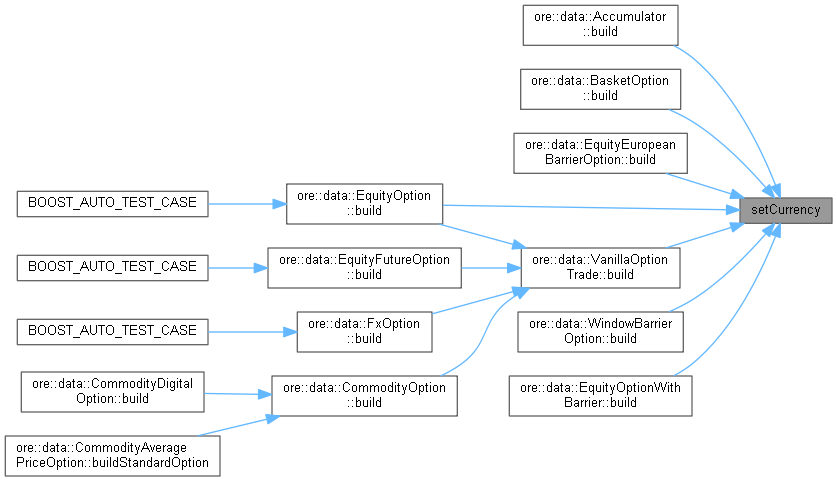 ore::data::Accumulator
::build
ore::data::BasketOption
::build
ore::data::EquityEuropean
BarrierOption::build
BOOST_AUTO_TEST_CASE
ore::data::EquityOption
::build
setCurrency
BOOST_AUTO_TEST_CASE
ore::data::EquityFutureOption
::build
ore::data::VanillaOption
Trade::build
BOOST_AUTO_TEST_CASE
ore::data::FxOption
::build
ore::data::WindowBarrier
Option::build
ore::data::CommodityDigital
Option::build
ore::data::CommodityOption
::build
ore::data::EquityOptionWith
Barrier::build
ore::data::CommodityAverage
PriceOption::buildStandardOption